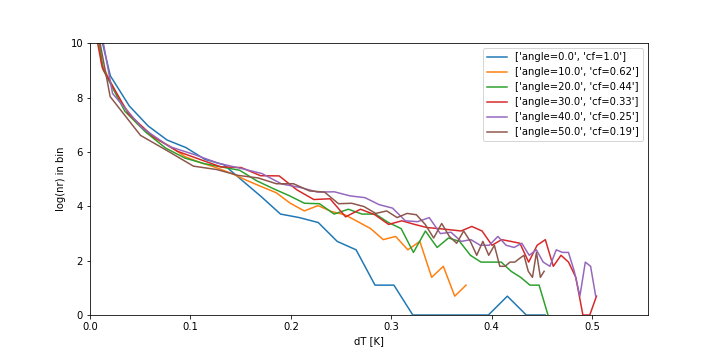 10
8
6
4
2
0
log(nr) in bin
0.0
0.1
0.2
0.3
0.4
0.5
dT [K]
['angle=0.0', 'cf=1.0']
['angle=10.0', 'cf=0.62']
['angle=20.0', 'cf=0.44']
['angle=30.0', 'cf=0.33']
['angle=40.0', 'cf=0.25']
['angle=50.0', 'cf=0.19']